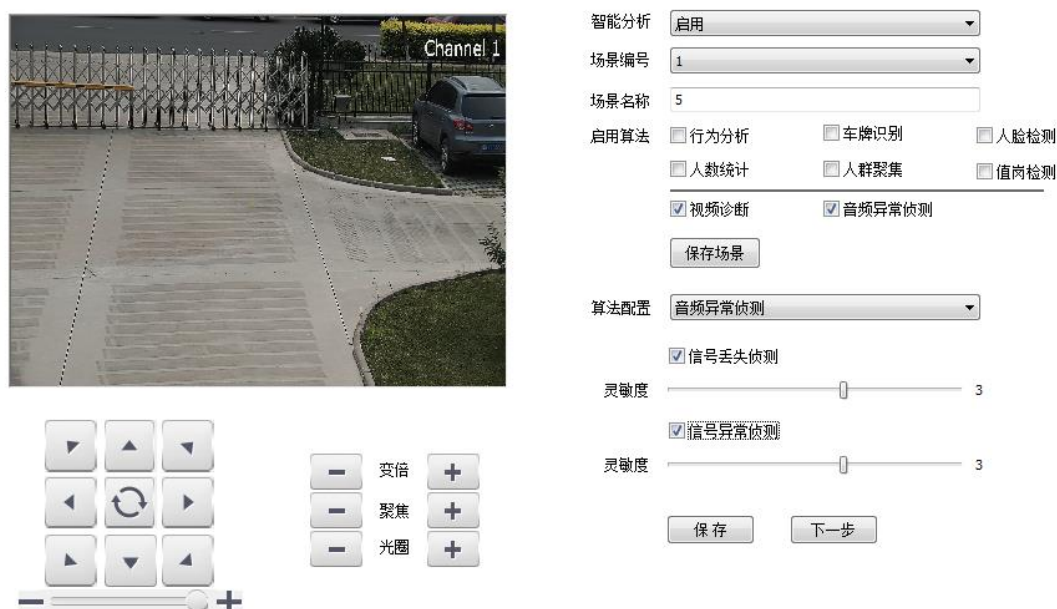 Channel 1
智能分析 启用
场景编号 1
场景名称 5
启用算法 行为分析 车牌识别 人脸检测
人数统计 人群聚集 值岗检测
视频诊断 音频异常侦测
保存场景
算法配置 音频异常侦测
信号丢失侦测
灵敏度 3
信号异常侦测
灵敏度 3
保存 下一步
变倍
聚焦
光圈